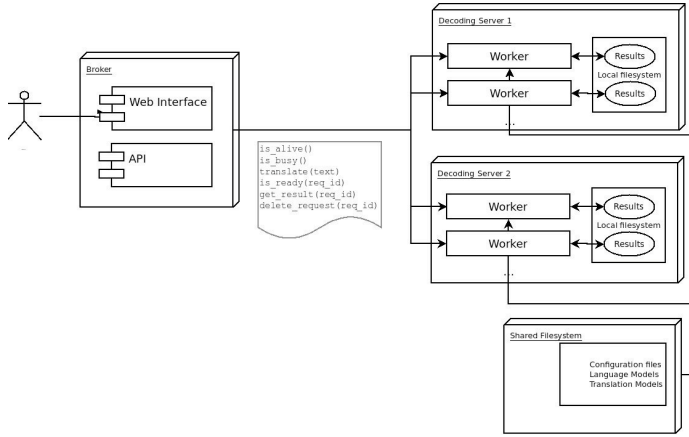 Broker
Web Interface
API
...
is_alive()
is_busy()
translate(text)
is_ready(req_id)
get_result(req_id)
delete_request(req_id)
Decoding Server 1
Worker
Results
Local filesystem
Worker
Results
...
Decoding Server 2
Worker
Results
Local filesystem
Worker
Results
...
Shared Filesystem
Configuration files
Language Models
Translation Models